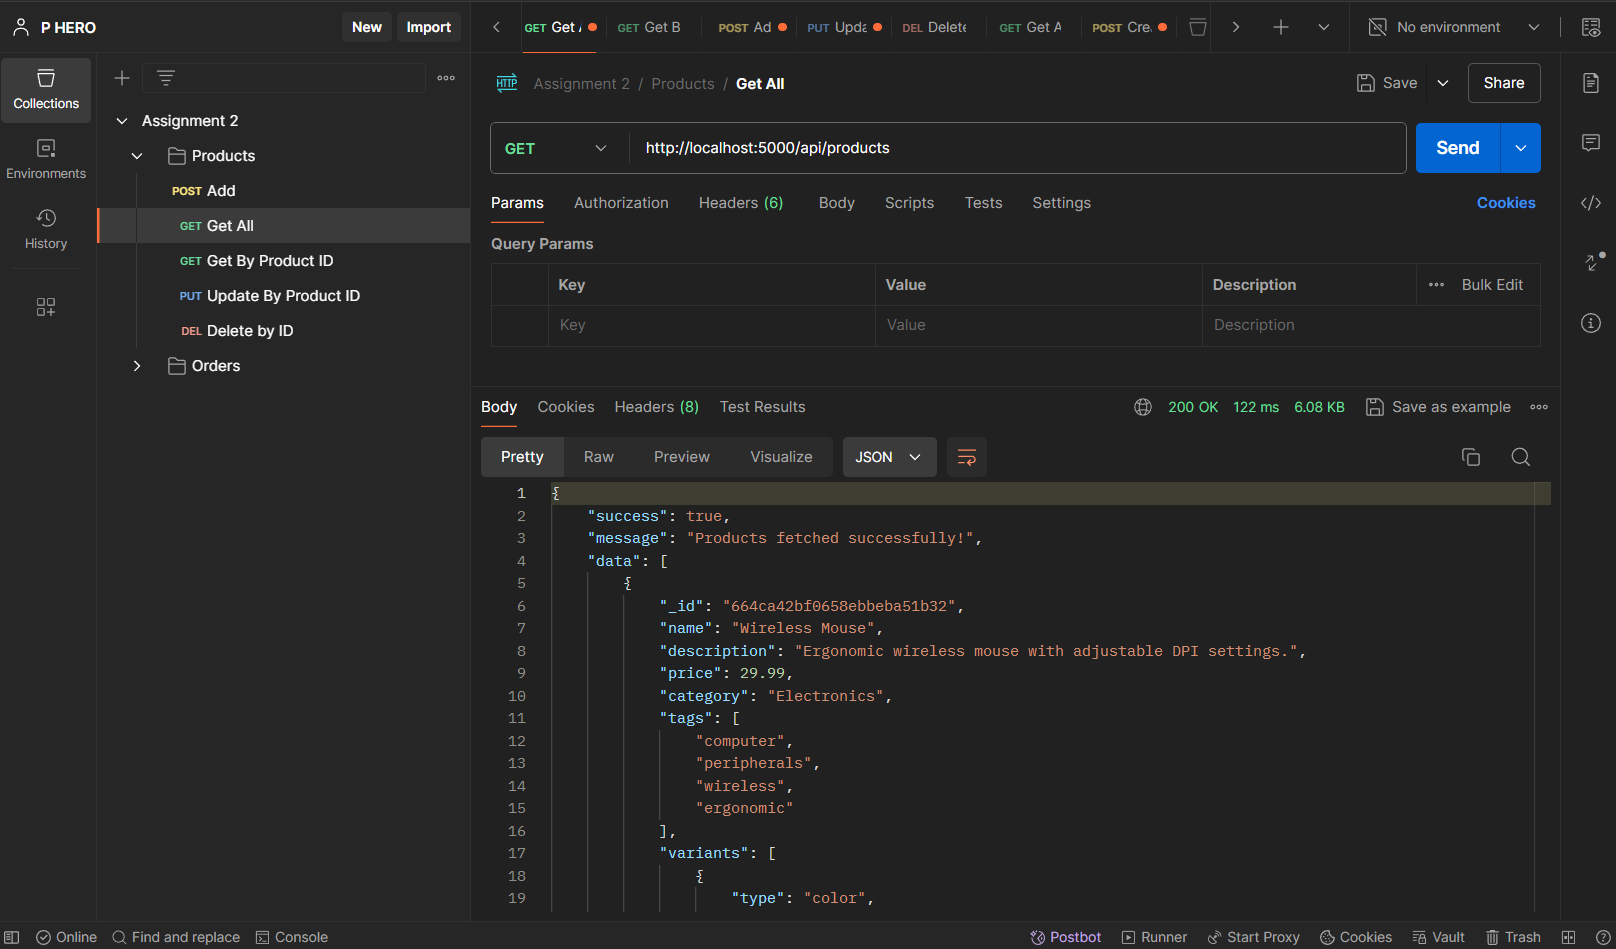 P HERO
New
Import
GET Get A
GET Get B
POST Ad
PUT Upda
DEL Delete
GET Get A
POST Cre
No environment
Collections
Environments
History
Assignment 2
Products
POST Add
GET Get All
GET Get By Product ID
PUT Update By Product ID
DEL Delete by ID
Orders
HTTP Assignment 2 / Products / Get All
Save
Share
GET
http://localhost:5000/api/products
Send
Params Authorization Headers (6) Body Scripts Tests Settings Cookies
Query Params
Key Value Description Bulk Edit
Key Value Description
Body Cookies Headers (8) Test Results 200 OK 122 ms 6.08 KB Save as example
Pretty Raw Preview Visualize JSON
1 {
2 "success": true,
3 "message": "Products fetched successfully!",
4 "data": [
5 {
6 "_id": "664ca42bf0658ebbeba51b32",
7 "name": "Wireless Mouse",
8 "description": "Ergonomic wireless mouse with adjustable DPI settings.",
9 "price": 29.99,
10 "category": "Electronics",
11 "tags": [
12 "computer",
13 "peripherals",
14 "wireless",
15 "ergonomic"
16 ],
17 "variants": [
18 {
19 "type": "color",
Online Find and replace Console Postbot Runner Start Proxy Cookies Vault Trash